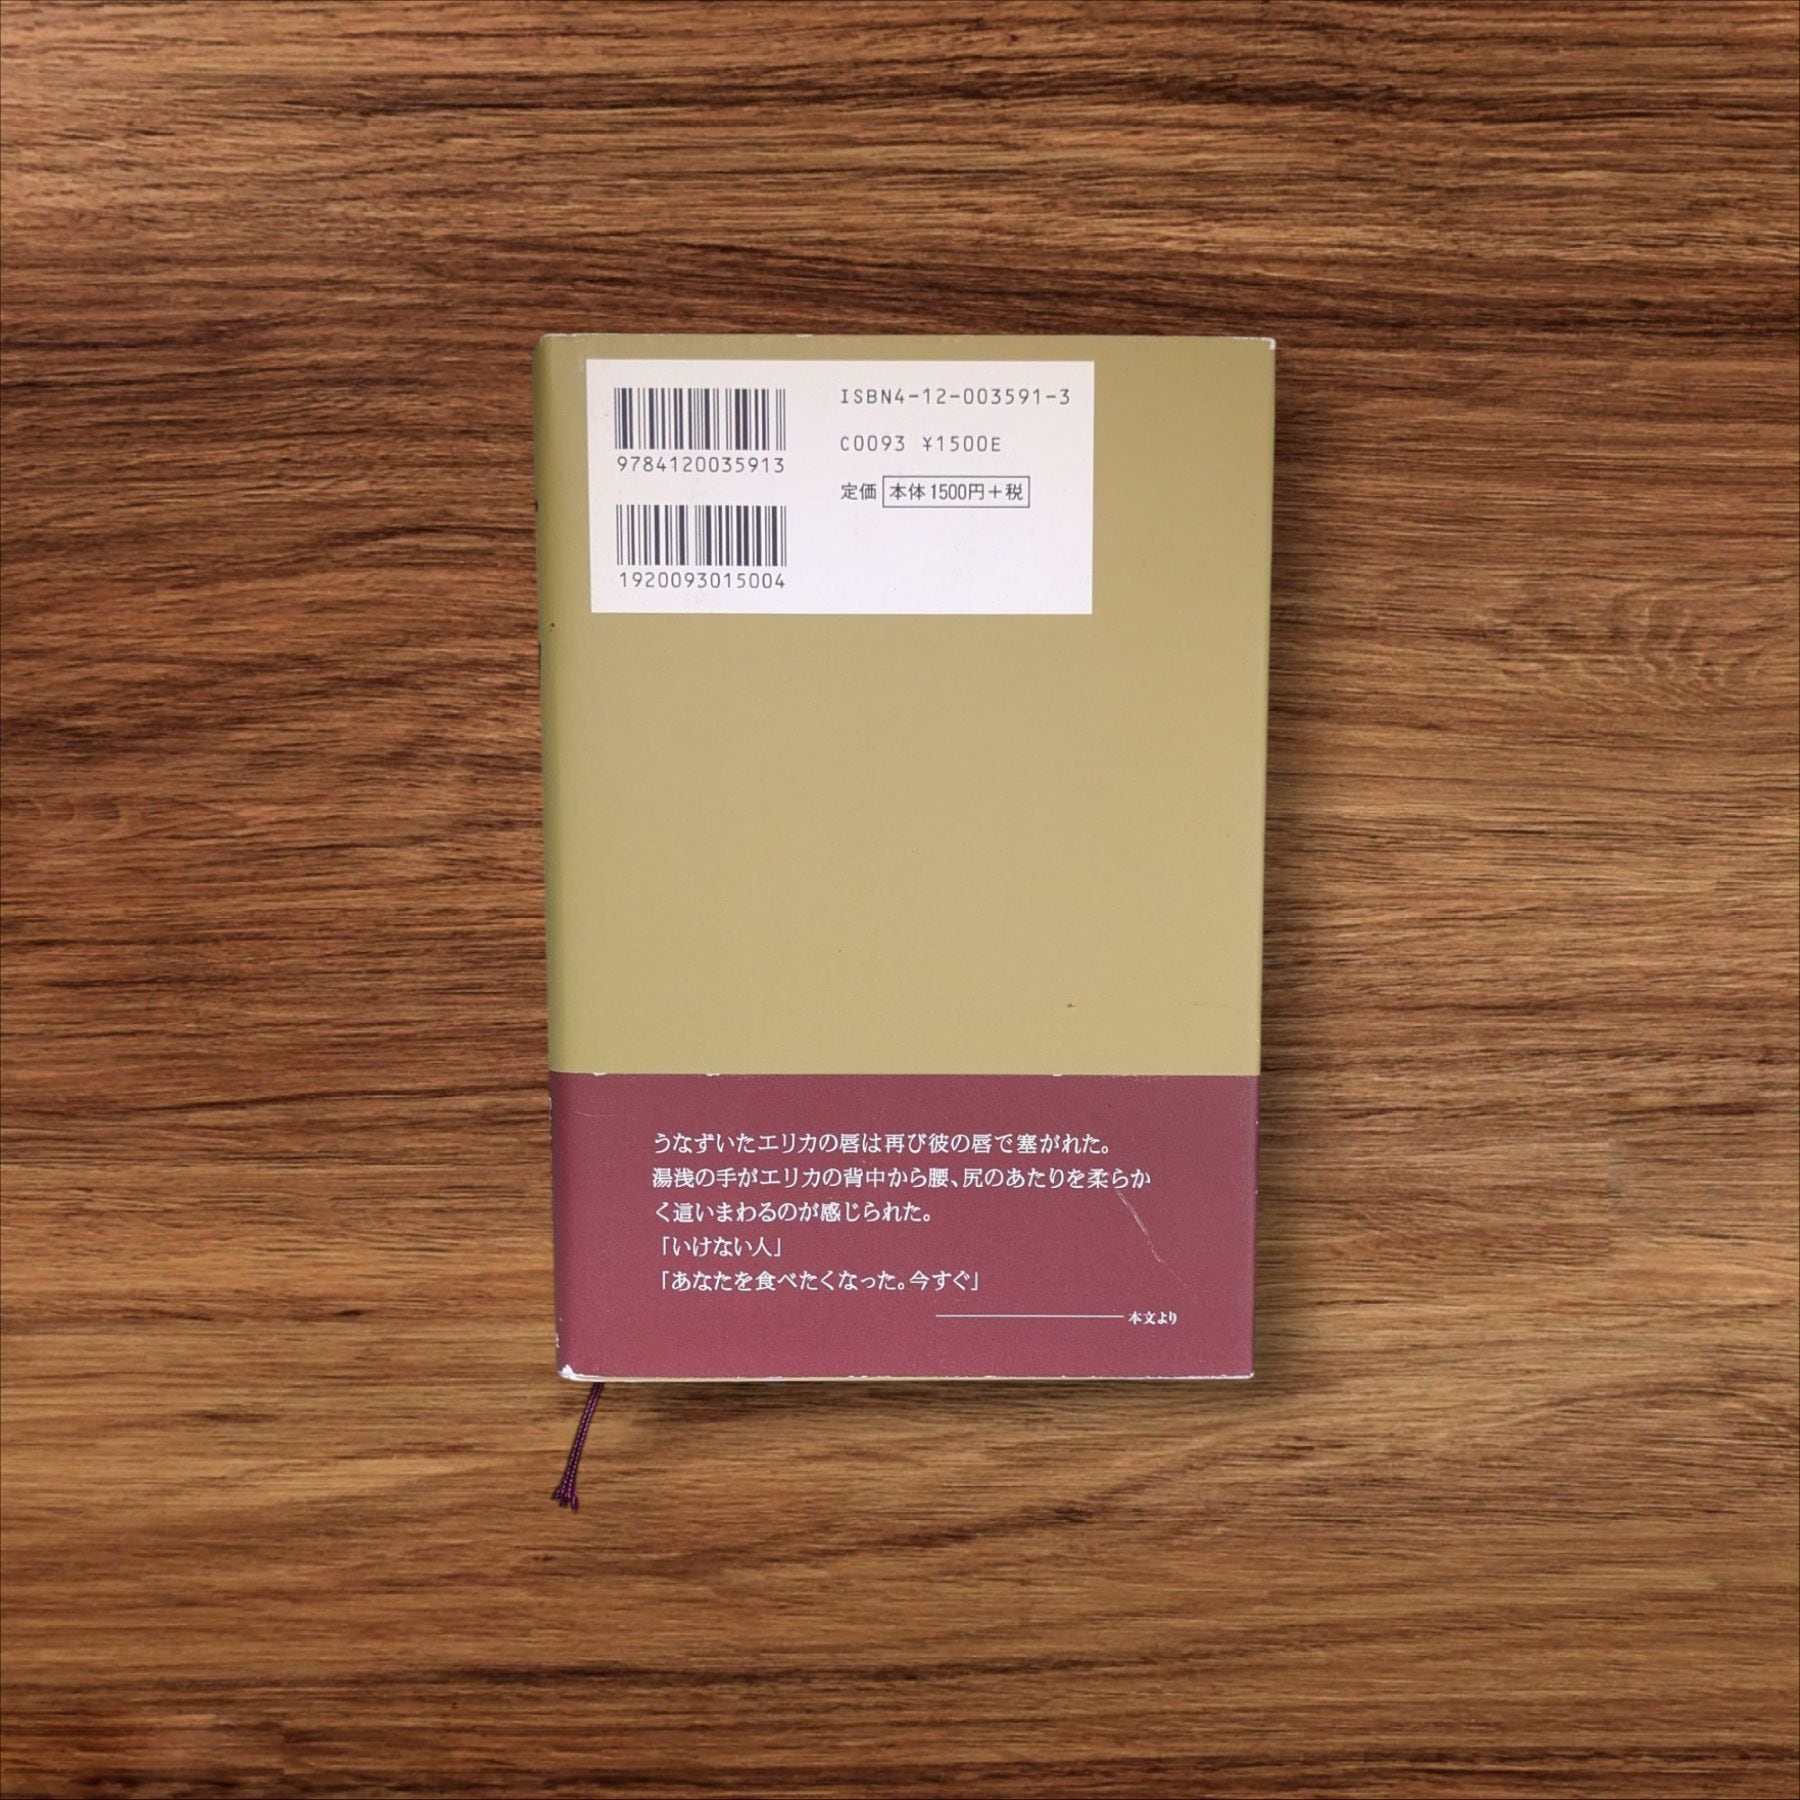 ISBN4-12-003591-3
C0093 ¥1500E
定価 本体1500円+税
9784120035913
1920093015004
うなずいたエリカの唇は再び彼の唇で塞がれた。
湯浅の手がエリカの背中から腰、尻のあたりを柔らか
く這いまわるのが感じられた。
「いけない人」
「あなたを食べたくなった。今すぐ」
本文より